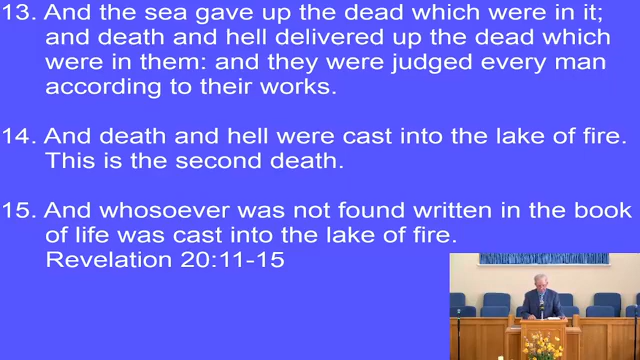 13. And the sea gave up the dead which were in it;
and death and hell delivered up the dead which
were in them: and they were judged every man
according to their works.
14. And death and hell were cast into the lake of fire.
This is the second death.
15. And whosoever was not found written in the book
of life was cast into the lake of fire.
Revelation 20:11-15